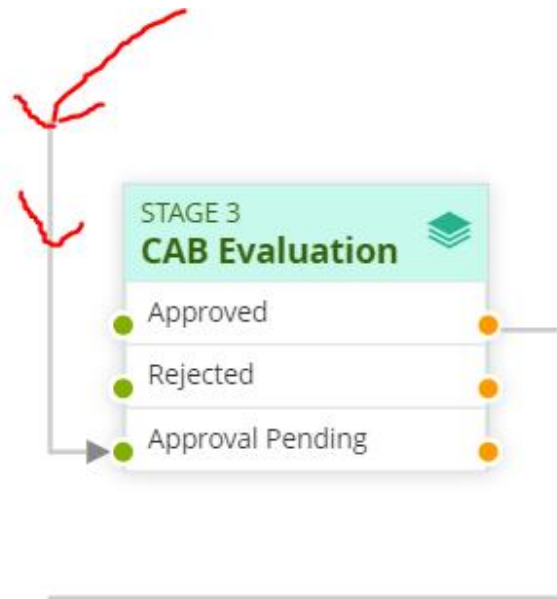 STAGE 3
CAB Evaluation
Approved
Rejected
Approval Pending